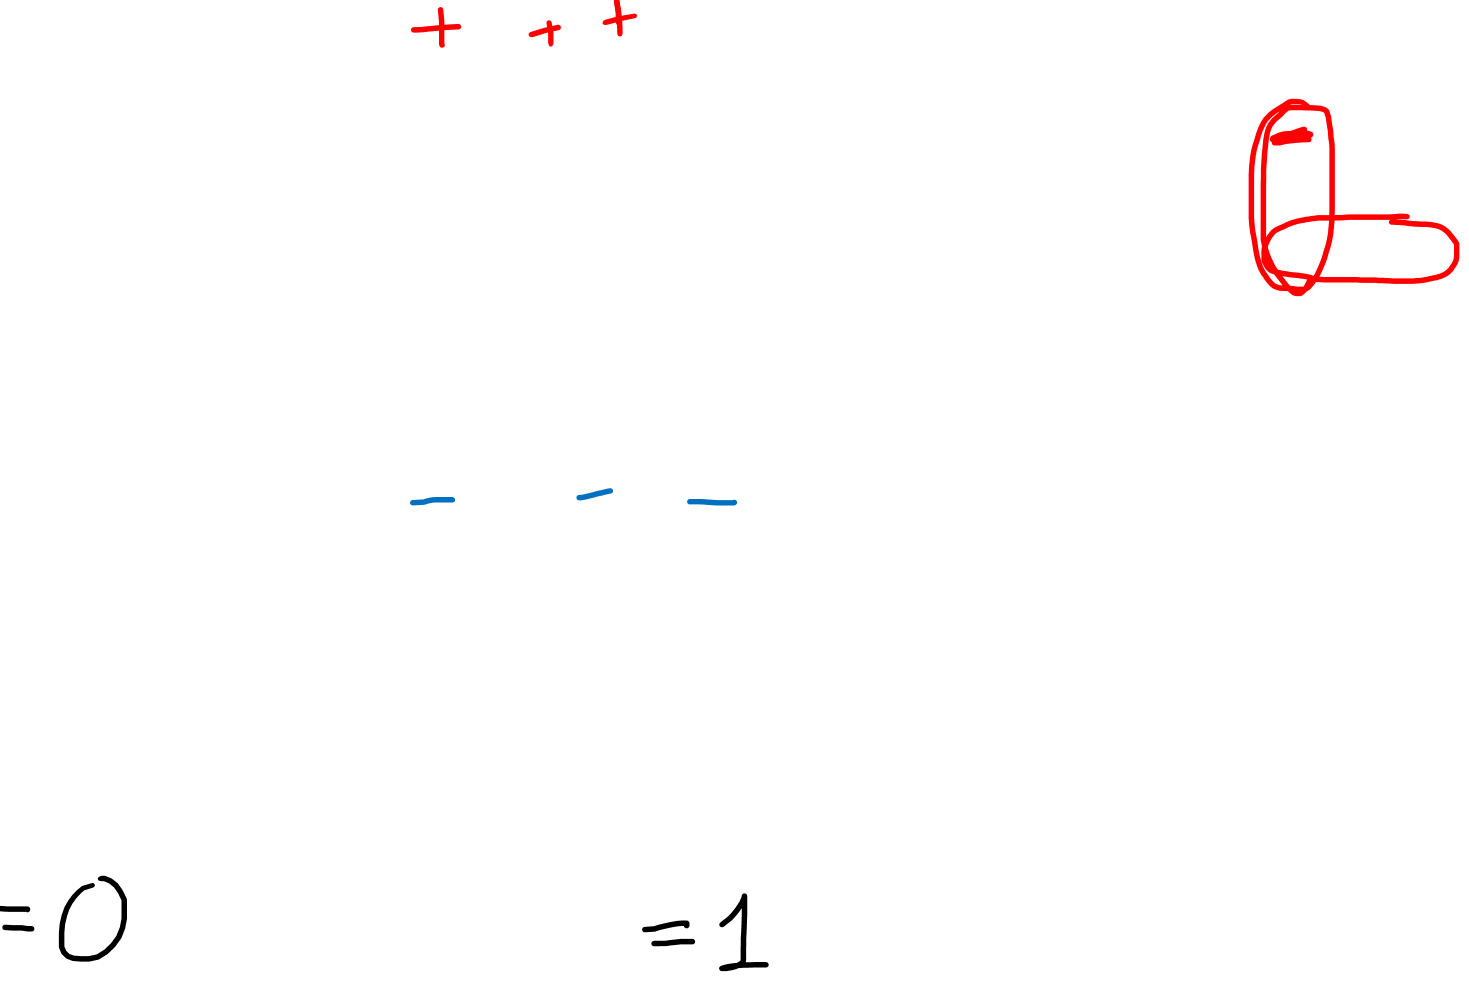 + + +
- - -
= 0 = 1